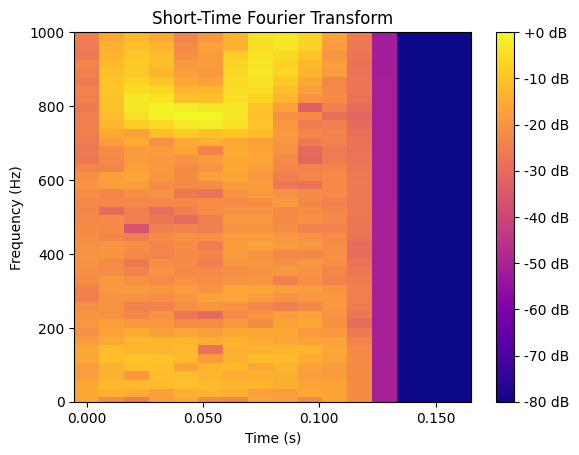 Short-Time Fourier Transform
Frequency (Hz)
1000
800
600
400
200
0
0.000
0.050
0.100
0.150
Time (s)
+0 dB
-10 dB
-20 dB
-30 dB
-40 dB
-50 dB
-60 dB
-70 dB
-80 dB